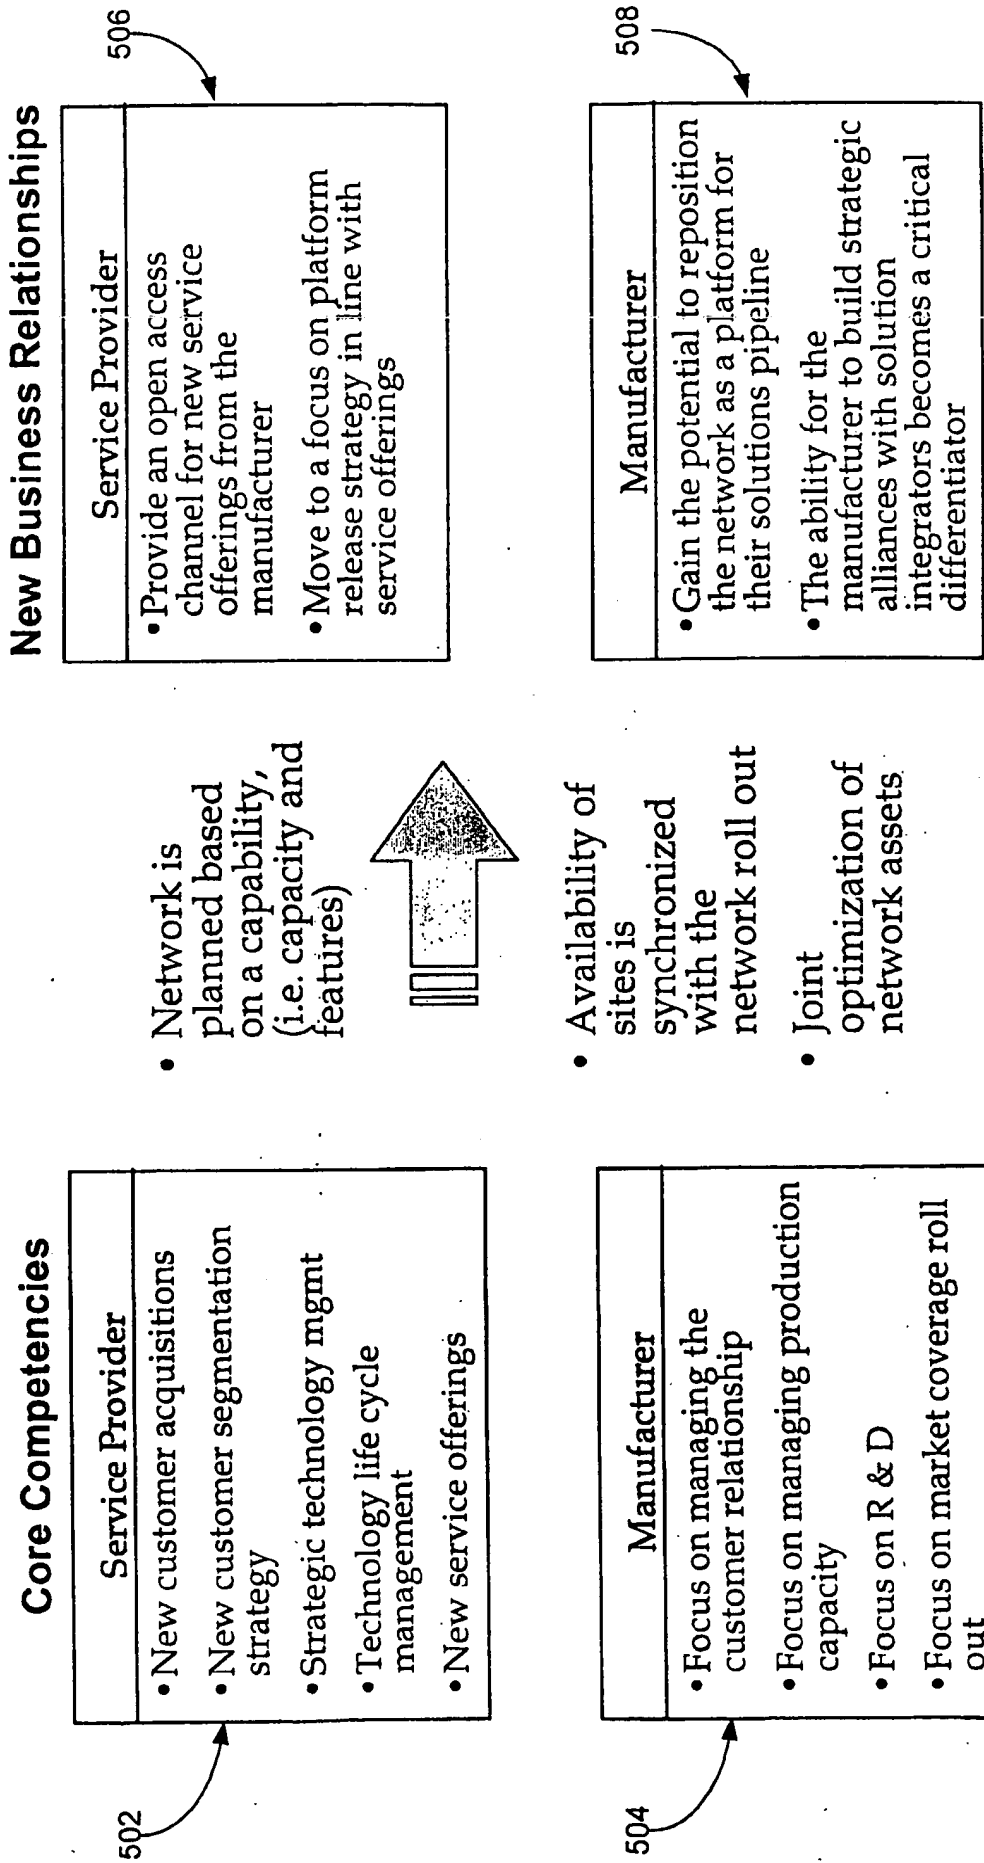 Core Competencies
502
Service Provider
•New customer acquisitions
•New customer segmentation
strategy
•Strategic technology mgmt
•Technology life cycle
management
•New service offerings
504
Manufacturer
•Focus on managing the
customer relationship
•Focus on managing production
capacity
•Focus on R & D
•Focus on market coverage roll
out
• Network is
planned based
on a capability,
(i.e. capacity and
features)
• Availability of
sites is
synchronized
with the
network roll out
• Joint
optimization of
network assets
New Business Relationships
506
Service Provider
•Provide an open access
channel for new service
offerings from the
manufacturer
•Move to a focus on platform
release strategy in line with
service offerings
508
Manufacturer
•Gain the potential to reposition
the network as a platform for
their solutions pipeline
•The ability for the
manufacturer to build strategic
alliances with solution
integrators becomes a critical
differentiator